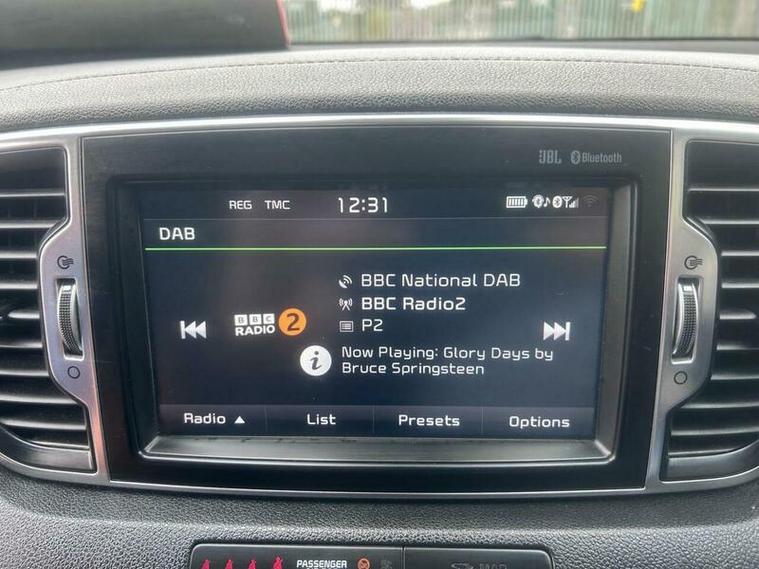 JBL Bluetooth
REG TMC 12:31
DAB
BBC National DAB
BBC Radio2
P2
BBC
RADIO 2
Now Playing: Glory Days by
Bruce Springsteen
Radio List Presets Options
PASSENGER
MAP